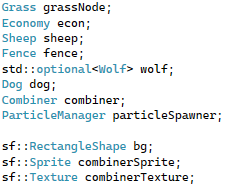 Grass grassNode;
Economy econ;
Sheep sheep;
Fence fence;
std::optional<Wolf> wolf;
Dog dog;
Combiner combiner;
ParticleManager particleSpawner;
sf::RectangleShape bg;
sf::Sprite combinerSprite;
sf::Texture combinerTexture;